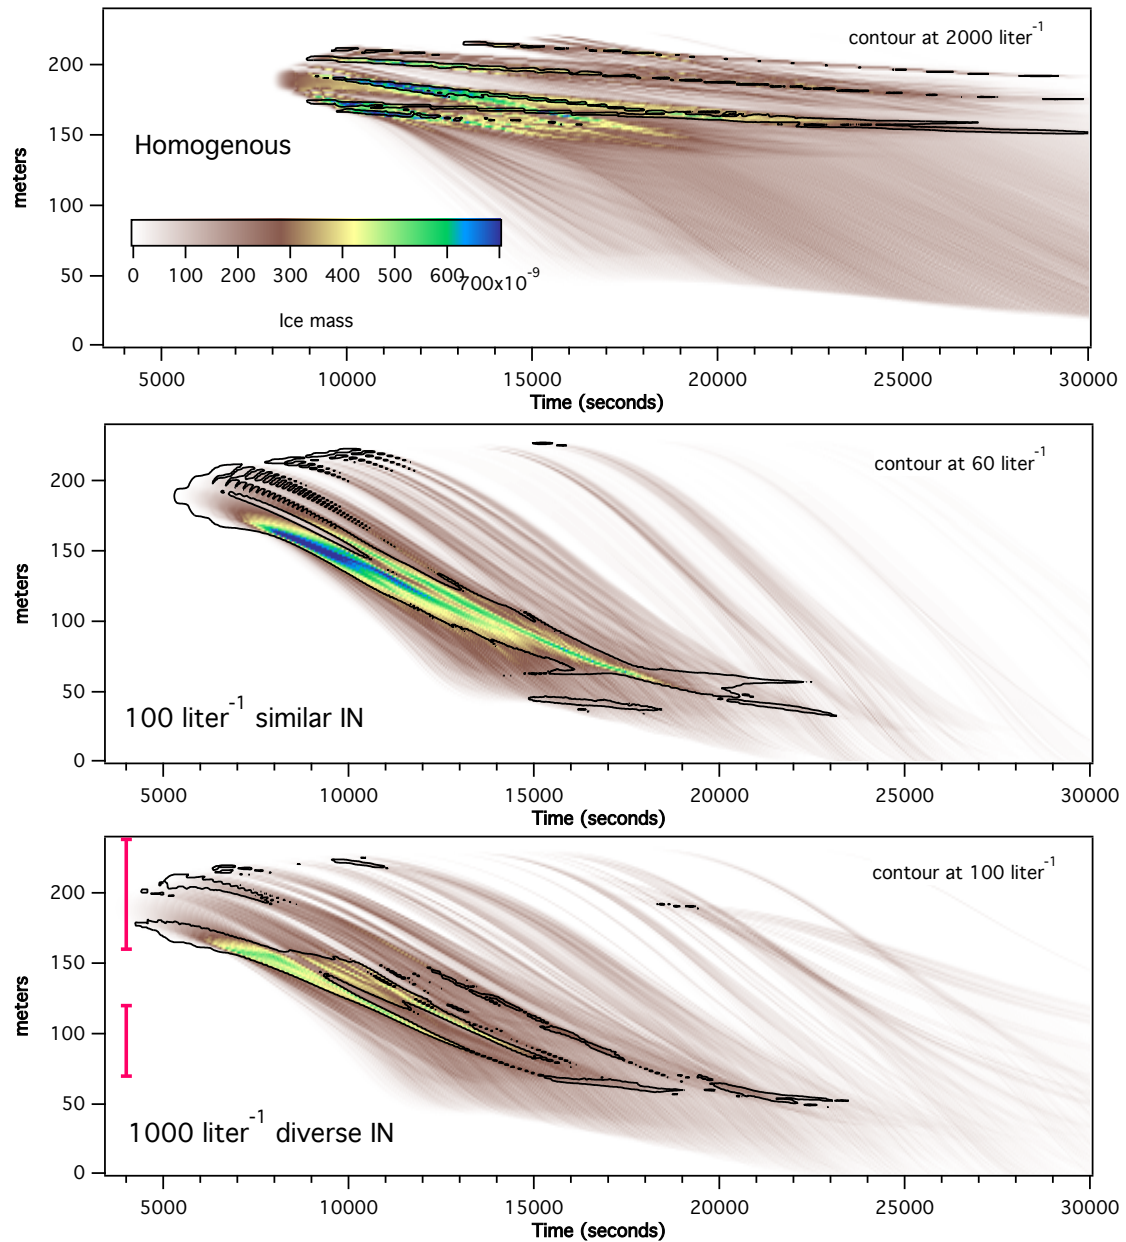 contour at 2000 liter⁻¹
200
150
100
50
0
meters
Homogenous
0 100 200 300 400 500 600 700x10⁻⁹
Ice mass
5000 10000 15000 20000 25000 30000
Time (seconds)
contour at 60 liter⁻¹
200
150
100
50
0
meters
100 liter⁻¹ similar IN
5000 10000 15000 20000 25000 30000
Time (seconds)
contour at 100 liter⁻¹
200
150
100
50
0
meters
1000 liter⁻¹ diverse IN
5000 10000 15000 20000 25000 30000
Time (seconds)